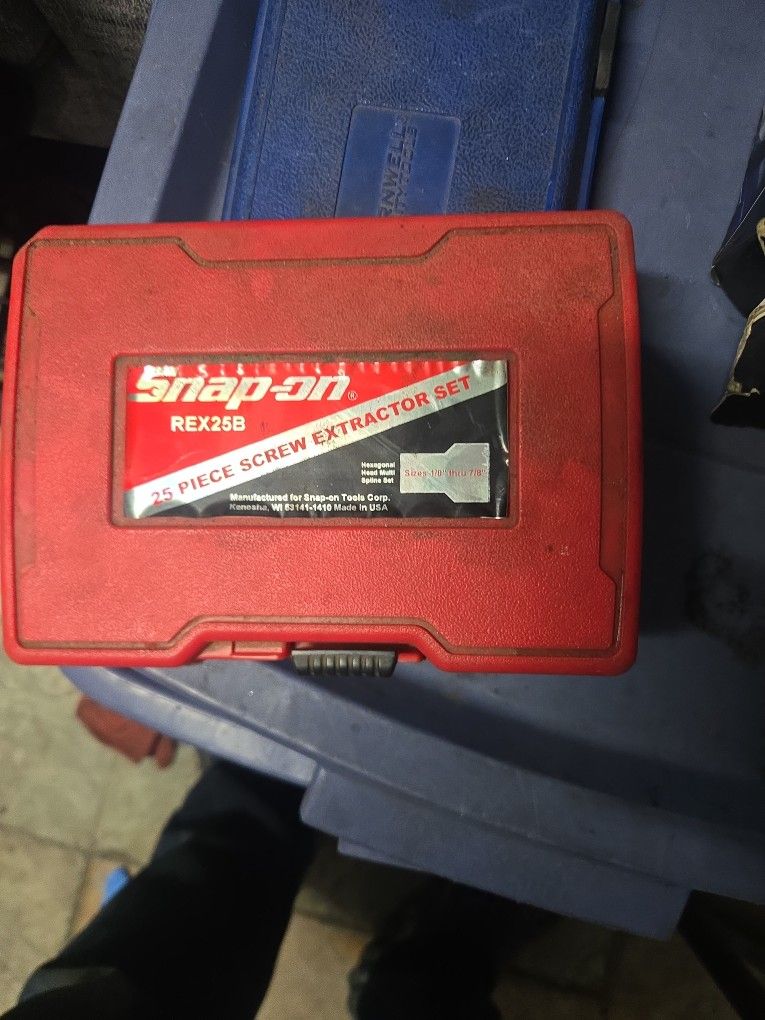 Snap-on®
REX25B
25 PIECE SCREW EXTRACTOR SET
Hexagonal
Head Multi
Spline Set
Sizes 1/8" thru 7/8"
Manufactured for Snap-on Tools Corp.
Kenosha, WI 53141-1410 Made in USA